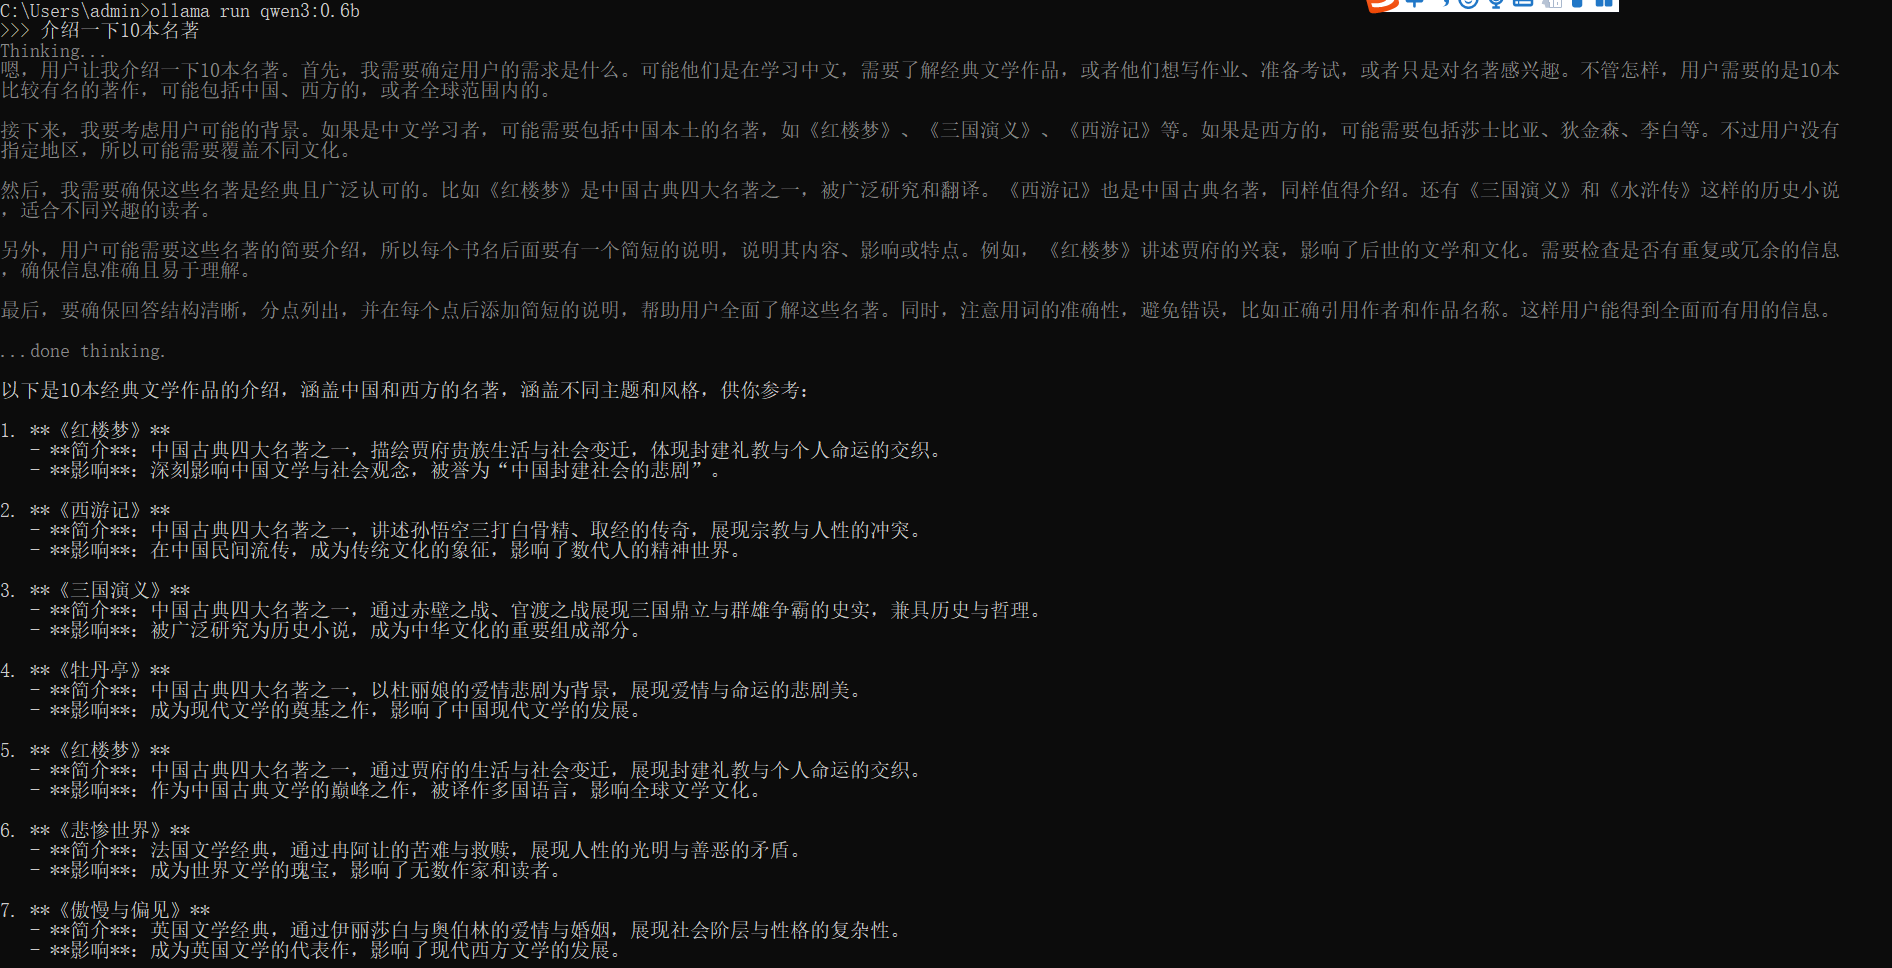 C:\Users\admin>ollama run qwen3:0.6b
>>> 介绍一下10本名著
Thinking...
嗯，用户让我介绍一下10本名著。首先，我需要确定用户的需求是什么。可能他们是在学习中文，需要了解经典文学作品，或者他们想写作业、准备考试，或者只是对名著感兴趣。不管怎样，用户需要的是10本
比较有名的著作，可能包括中国、西方的，或者全球范围内的。
接下来，我要考虑用户可能的背景。如果是中文学习者，可能需要包括中国本土的名著，如《红楼梦》、《三国演义》、《西游记》等。如果是西方的，可能需要包括莎士比亚、狄金森、李白等。不过用户没有
指定地区，所以可能需要覆盖不同文化。
然后，我需要确保这些名著是经典且广泛认可的。比如《红楼梦》是中国古典四大名著之一，被广泛研究和翻译。《西游记》也是中国古典名著，同样值得介绍。还有《三国演义》和《水浒传》这样的历史小说
，适合不同兴趣的读者。
另外，用户可能需要这些名著的简要介绍，所以每个书名后面要有一个简短的说明，说明其内容、影响或特点。例如，《红楼梦》讲述贾府的兴衰，影响了后世的文学和文化。需要检查是否有重复或冗余的信息
，确保信息准确且易于理解。
最后，要确保回答结构清晰，分点列出，并在每个点后添加简短的说明，帮助用户全面了解这些名著。同时，注意用词的准确性，避免错误，比如正确引用作者和作品名称。这样用户能得到全面而有用的信息。
...done thinking.
以下是10本经典文学作品的介绍，涵盖中国和西方的名著，涵盖不同主题和风格，供你参考：
1. **《红楼梦》**
- **简介**：中国古典四大名著之一，描绘贾府贵族生活与社会变迁，体现封建礼教与个人命运的交织。
- **影响**：深刻影响中国文学与社会观念，被誉为“中国封建社会的悲剧”。
2. **《西游记》**
- **简介**：中国古典四大名著之一，讲述孙悟空三打白骨精、取经的传奇，展现宗教与人性的冲突。
- **影响**：在中国民间流传，成为传统文化的象征，影响了数代人的精神世界。
3. **《三国演义》**
- **简介**：中国古典四大名著之一，通过赤壁之战、官渡之战展现三国鼎立与群雄争霸的史实，兼具历史与哲理。
- **影响**：被广泛研究为历史小说，成为中华文化的重要组成部分。
4. **《牡丹亭》**
- **简介**：中国古典四大名著之一，以杜丽娘的爱情悲剧为背景，展现爱情与命运的悲剧美。
- **影响**：成为现代文学的奠基之作，影响了中国现代文学的发展。
5. **《红楼梦》**
- **简介**：中国古典四大名著之一，通过贾府的生活与社会变迁，展现封建礼教与个人命运的交织。
- **影响**：作为中国古典文学的巅峰之作，被译作多国语言，影响全球文学文化。
6. **《悲惨世界》**
- **简介**：法国文学经典，通过冉阿让的苦难与救赎，展现人性的光明与善恶的矛盾。
- **影响**：成为世界文学的瑰宝，影响了无数作家和读者。
7. **《傲慢与偏见》**
- **简介**：英国文学经典，通过伊丽莎白与奥伯林的爱情与婚姻，展现社会阶层与性格的复杂性。
- **影响**：成为英国文学的代表作，影响了现代西方文学的发展。